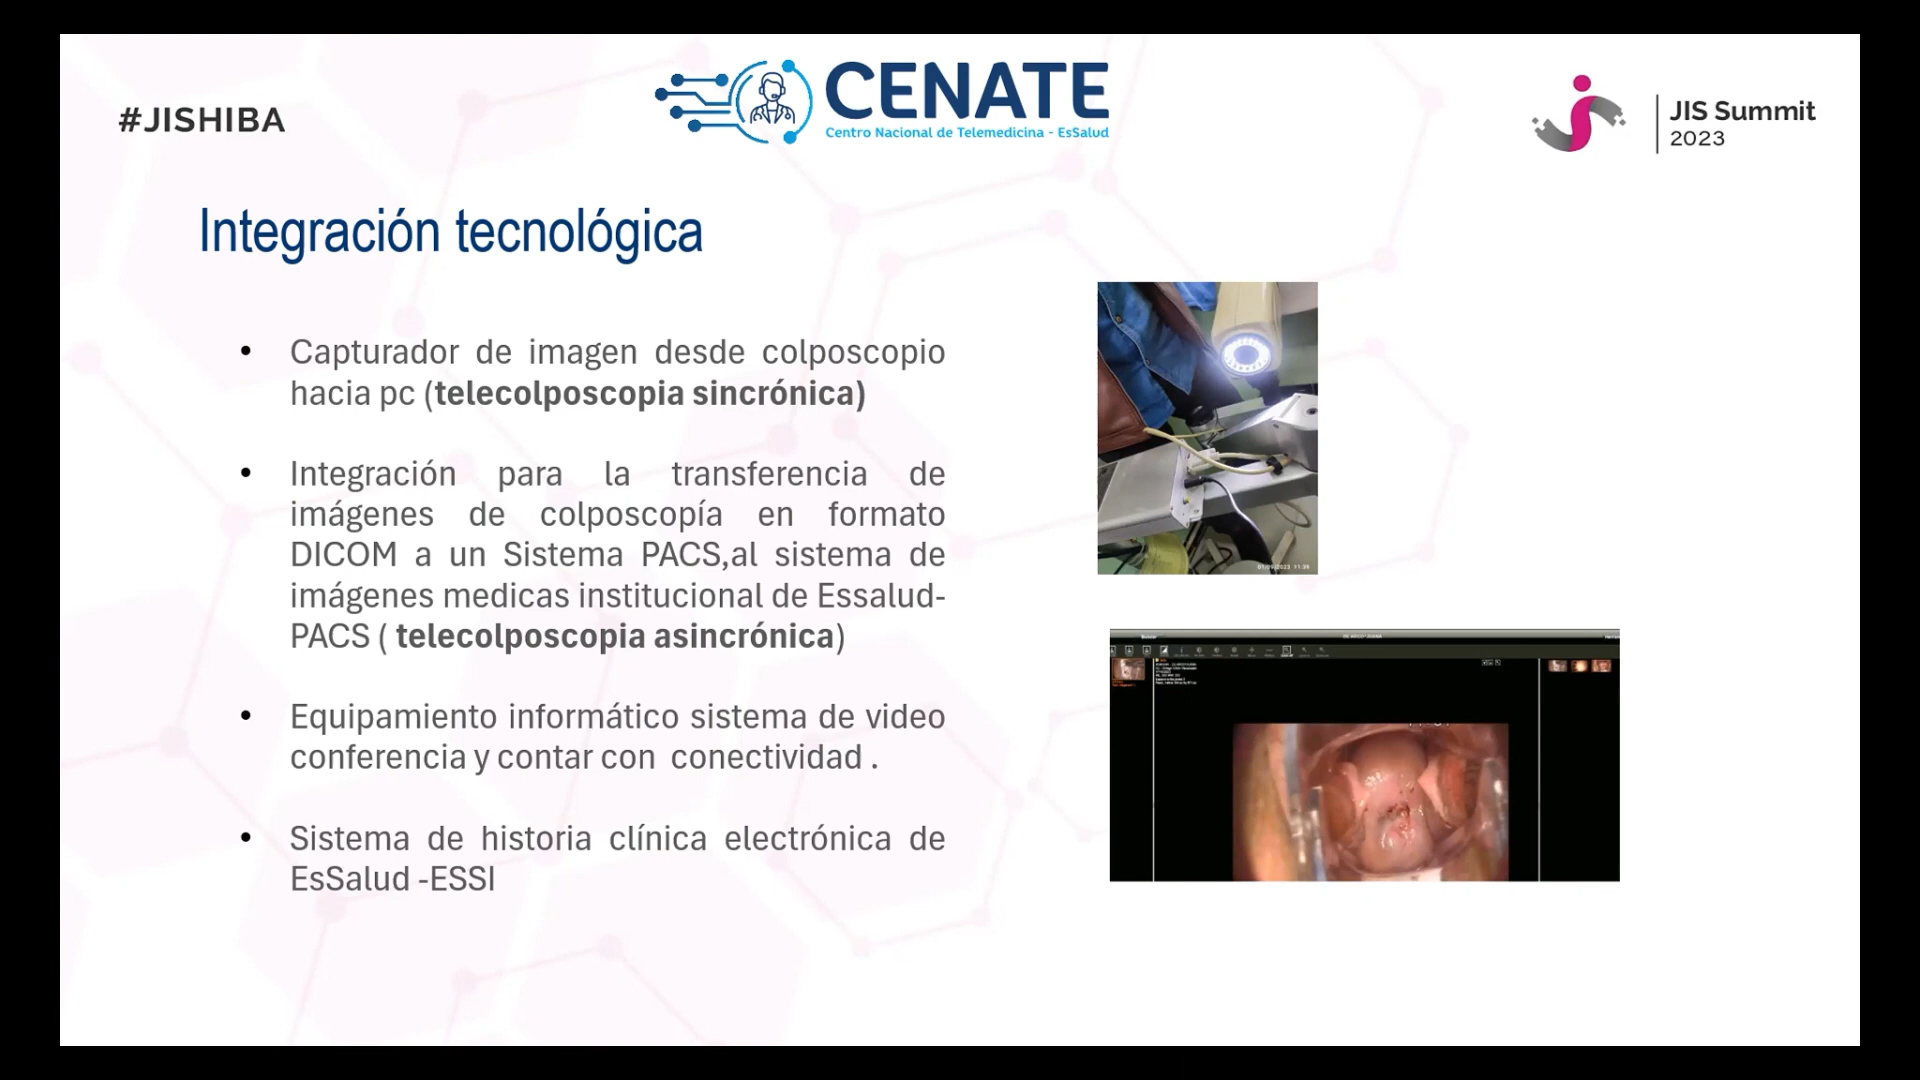 #JISHIBA
CENATE
Centro Nacional de Telemedicina - EsSalud
JIS Summit
2023
Integración tecnológica
• Capturador de imagen desde colposcopio
hacia pc (telecolposcopia sincrónica)
• Integración para la transferencia de
imágenes de colposcopía en formato
DICOM a un Sistema PACS,al sistema de
imágenes medicas institucional de Essalud-
PACS ( telecolposcopia asincrónica)
• Equipamiento informático sistema de video
conferencia y contar con conectividad .
• Sistema de historia clínica electrónica de
EsSalud -ESSI